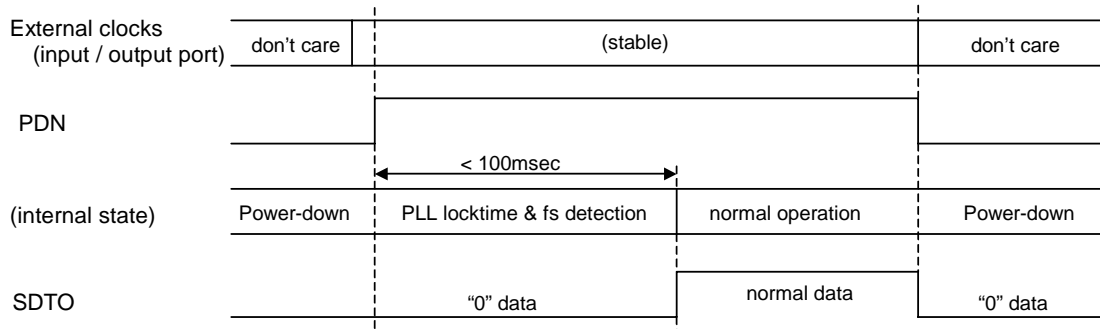 External clocks
(input / output port)
don’t care
(stable)
don’t care
PDN
< 100msec
(internal state)
Power-down
PLL locktime & fs detection
normal operation
Power-down
SDTO
“0” data
normal data
“0” data